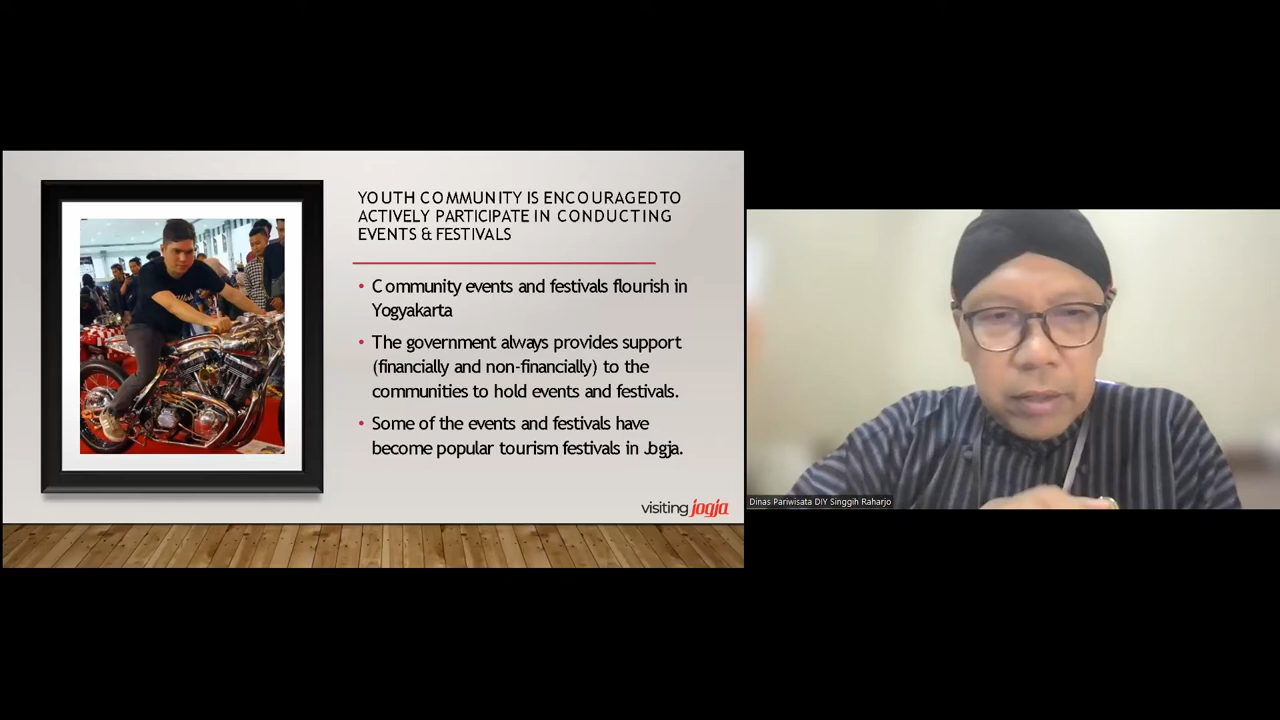 YOUTH COMMUNITY IS ENCOURAGED TO
ACTIVELY PARTICIPATE IN CONDUCTING
EVENTS & FESTIVALS
• Community events and festivals flourish in
Yogyakarta
• The government always provides support
(financially and non-financially) to the
communities to hold events and festivals.
• Some of the events and festivals have
become popular tourism festivals in Jogja.
visiting jogja
Dinas Pariwisata DIY Singgih Raharjo